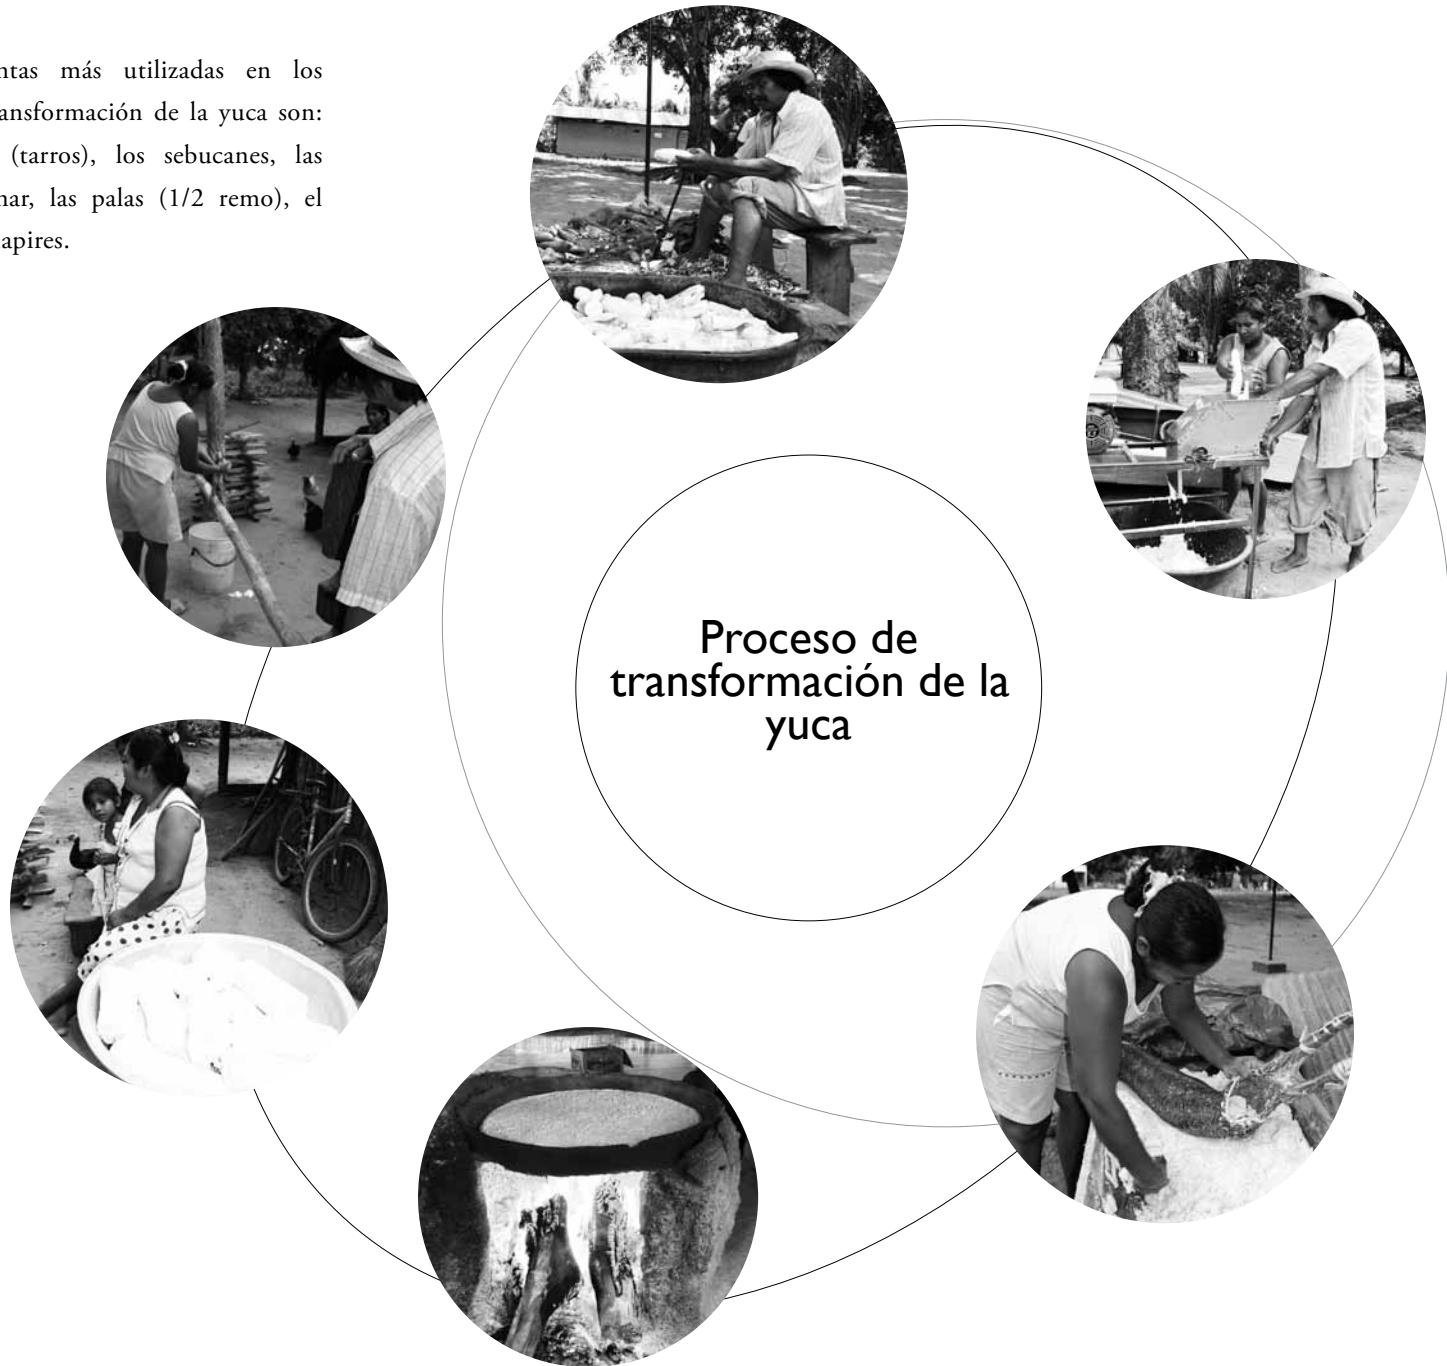 ntas más utilizadas en los
ansformación de la yuca son:
(tarros), los sebucanes, las
nar, las palas (1/2 remo), el
apires.
Proceso de
transformación de la
yuca